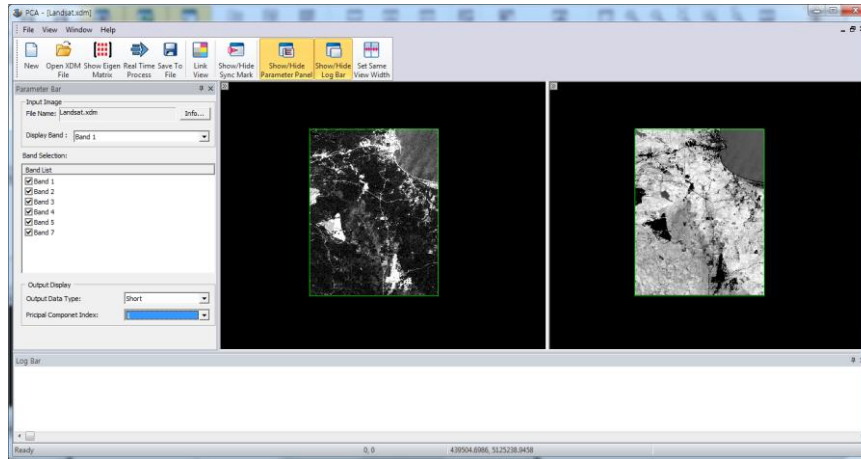 PCA - [Landsat.xdm]
File View Window Help
New Open XDM File Show Eigen Matrix Real Time Process Save To File Link View Show/Hide Sync Mark Show/Hide Parameter Panel Show/Hide Log Bar Set Same View Width
Parameter Bar
Input Image
File Name: Landsat.xdm Info...
Display Band : Band 1
Band Selection:
Band List
Band 1
Band 2
Band 3
Band 4
Band 5
Band 7
Output Display
Output Data Type: Short
Pricipal Componet Index:
Log Bar
Ready 0, 0 439504.6986, 5125238.9458